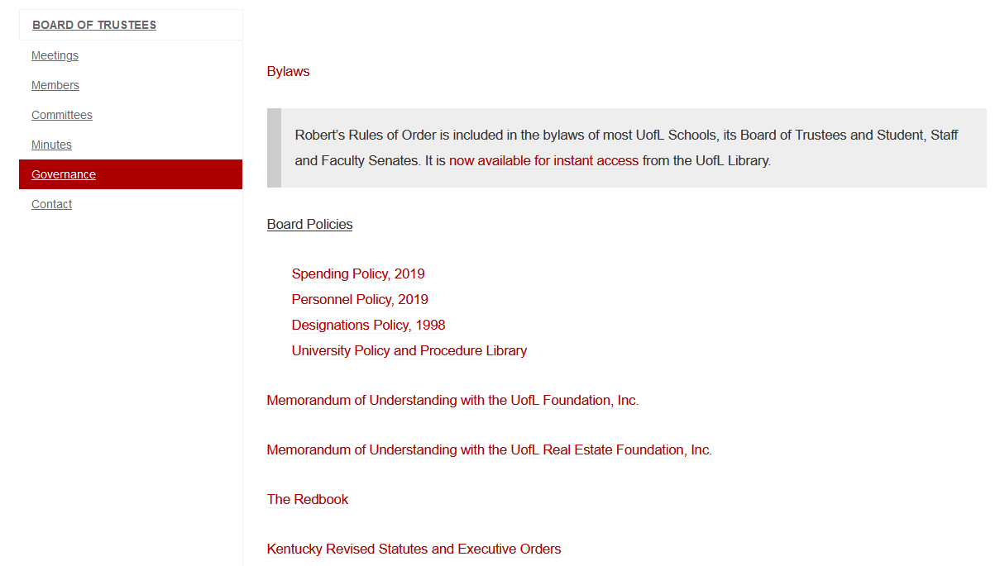 BOARD OF TRUSTEES
Meetings
Members
Committees
Minutes
Governance
Contact
Bylaws
Robert’s Rules of Order is included in the bylaws of most UofL Schools, its Board of Trustees and Student, Staff
and Faculty Senates. It is now available for instant access from the UofL Library.
Board Policies
Spending Policy, 2019
Personnel Policy, 2019
Designations Policy, 1998
University Policy and Procedure Library
Memorandum of Understanding with the UofL Foundation, Inc.
Memorandum of Understanding with the UofL Real Estate Foundation, Inc.
The Redbook
Kentucky Revised Statutes and Executive Orders